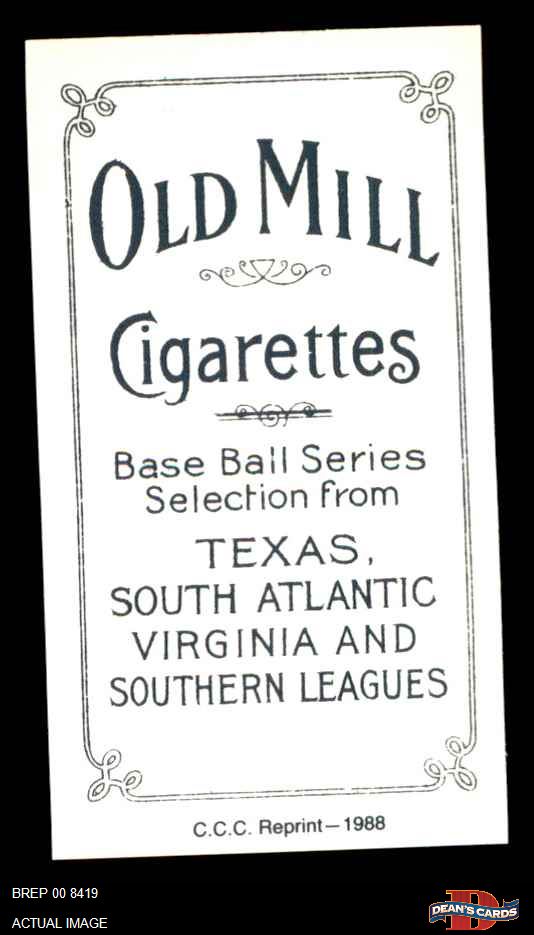 OLD MILL
Cigarettes
Base Ball Series
Selection from
TEXAS,
SOUTH ATLANTIC
VIRGINIA AND
SOUTHERN LEAGUES
C.C.C. Reprint—1988
BREP 00 8419
ACTUAL IMAGE
D
DEAN'S CARDS